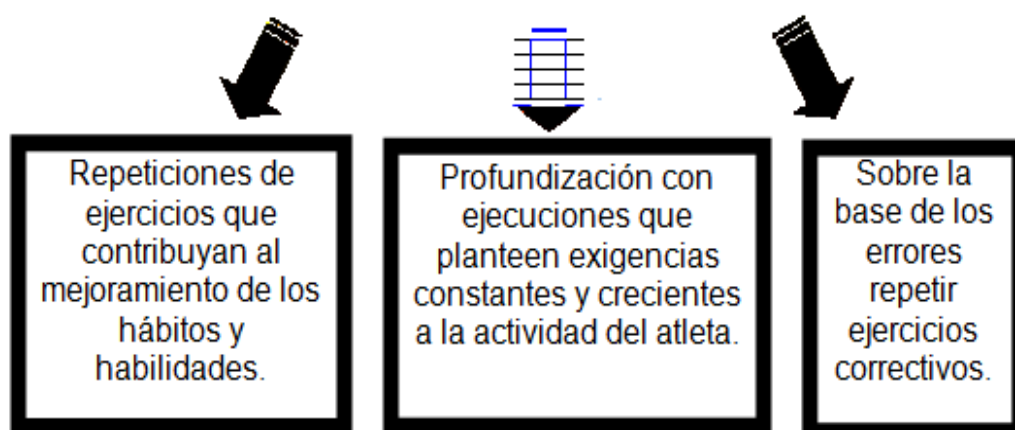 Repeticiones de
ejercicios que
contribuyan al
mejoramiento de los
hábitos y
habilidades.
Profundización con
ejecuciones que
planteen exigencias
constantes y crecientes
a la actividad del atleta.
Sobre la
base de los
errores
repetir
ejercicios
correctivos.